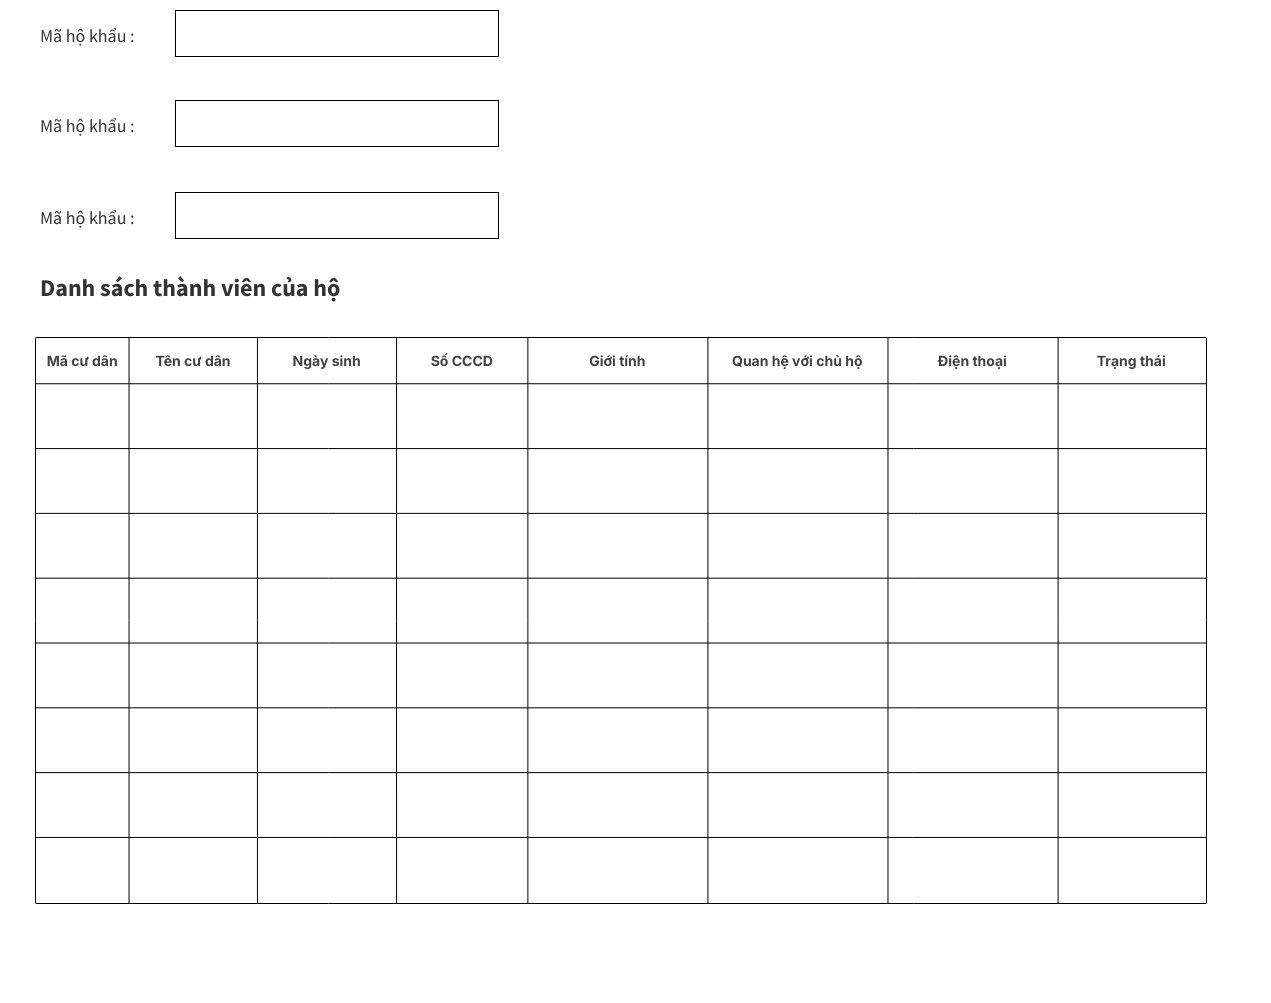 Mã hộ khẩu :
Mã hộ khẩu :
Mã hộ khẩu :
Danh sách thành viên của hộ
Mã cư dân Tên cư dân Ngày sinh Số CCCD Giới tính Quan hệ với chủ hộ Điện thoại Trạng thái